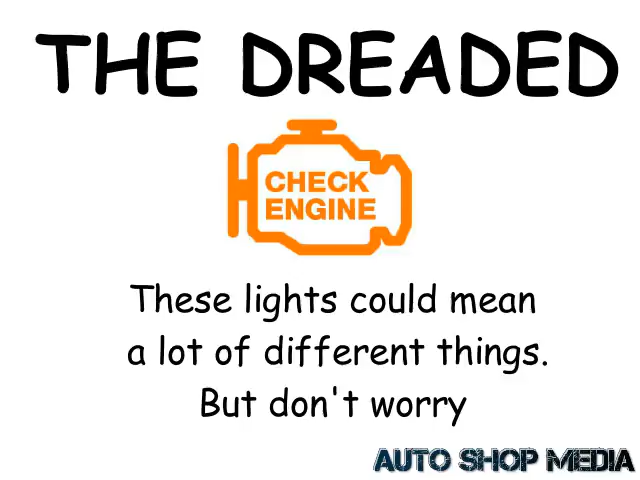 THE DREADED
CHECK
ENGINE
These lights could mean
a lot of different things.
But don't worry
AUTO SHOP MEDIA